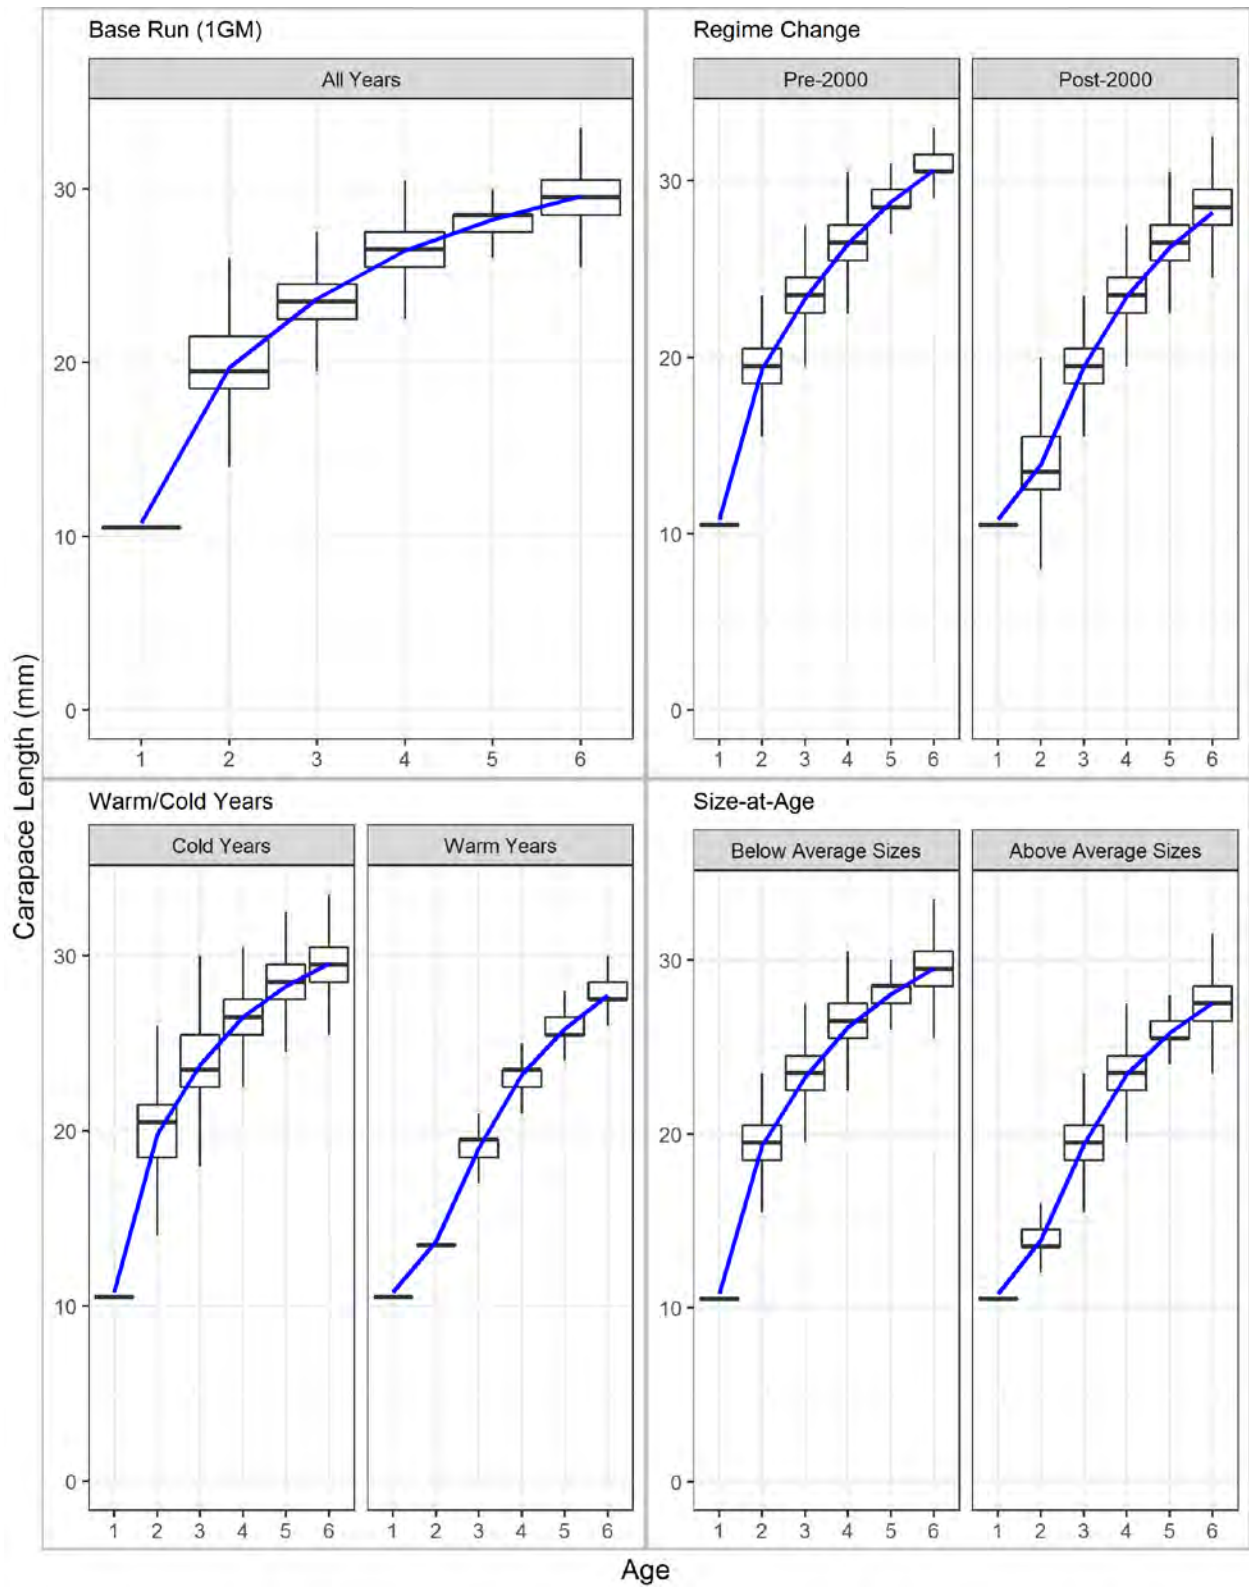 Base Run (1GM)
All Years
30
20
10
0
1 2 3 4 5 6
Regime Change
Pre-2000 Post-2000
30
20
10
0
1 2 3 4 5 6 1 2 3 4 5 6
Carapace Length (mm)
Warm/Cold Years
Cold Years Warm Years
30
20
10
0
1 2 3 4 5 6 1 2 3 4 5 6
Size-at-Age
Below Average Sizes Above Average Sizes
30
20
10
0
1 2 3 4 5 6 1 2 3 4 5 6
Age